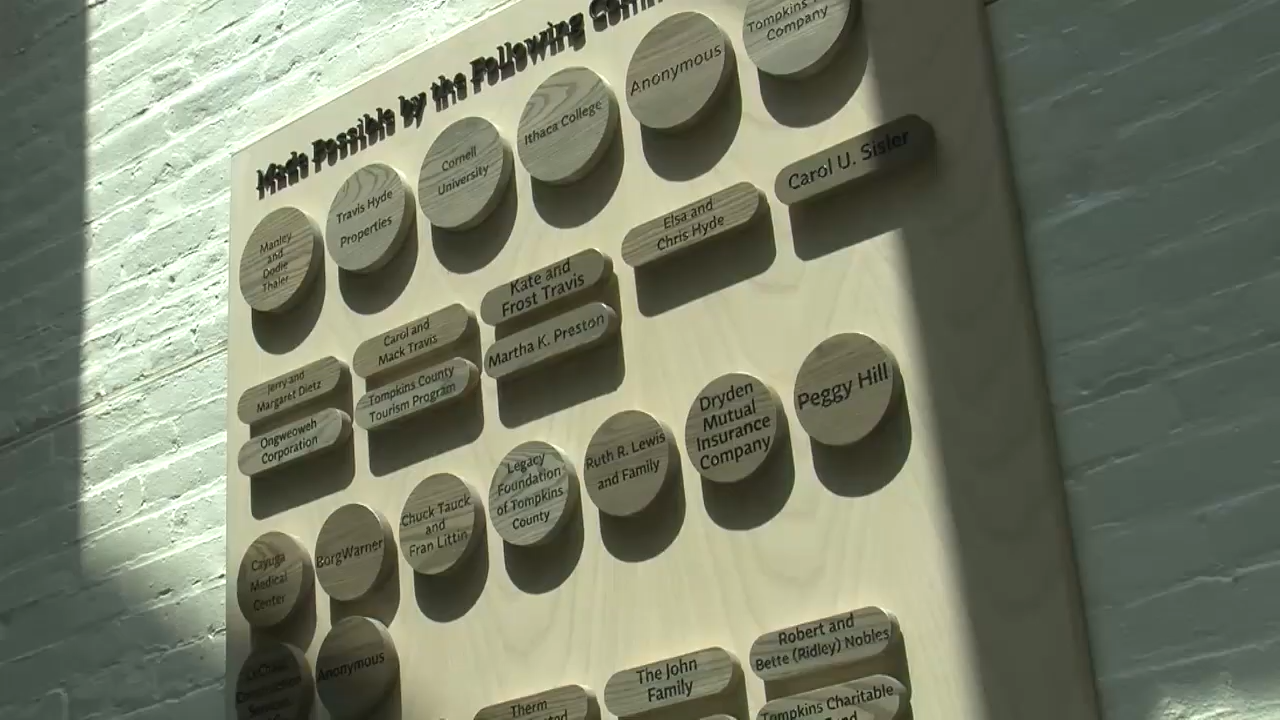 Made Possible by the Following
Manley
and
Dodie
Thaler
Travis Hyde
Properties
Cornell
University
Ithaca College
Anonymous
Tompkins
Company
Jerry and
Margaret Dietz
Ongweoweh
Corporation
Carol and
Mack Travis
Tompkins County
Tourism Program
Kate and
Frost Travis
Martha K. Preston
Elsa and
Chris Hyde
Carol U. Sisler
Cayuga
Medical
Center
BorgWarner
Chuck Tauck
and
Fran Littin
Legacy
Foundation
of Tompkins
County
Ruth R. Lewis
and Family
Dryden
Mutual
Insurance
Company
Peggy Hill
LeChase
Construction
Services
Anonymous
Therm
The John
Family
Robert and
Bette (Ridley) Nobles
Tompkins Charitable